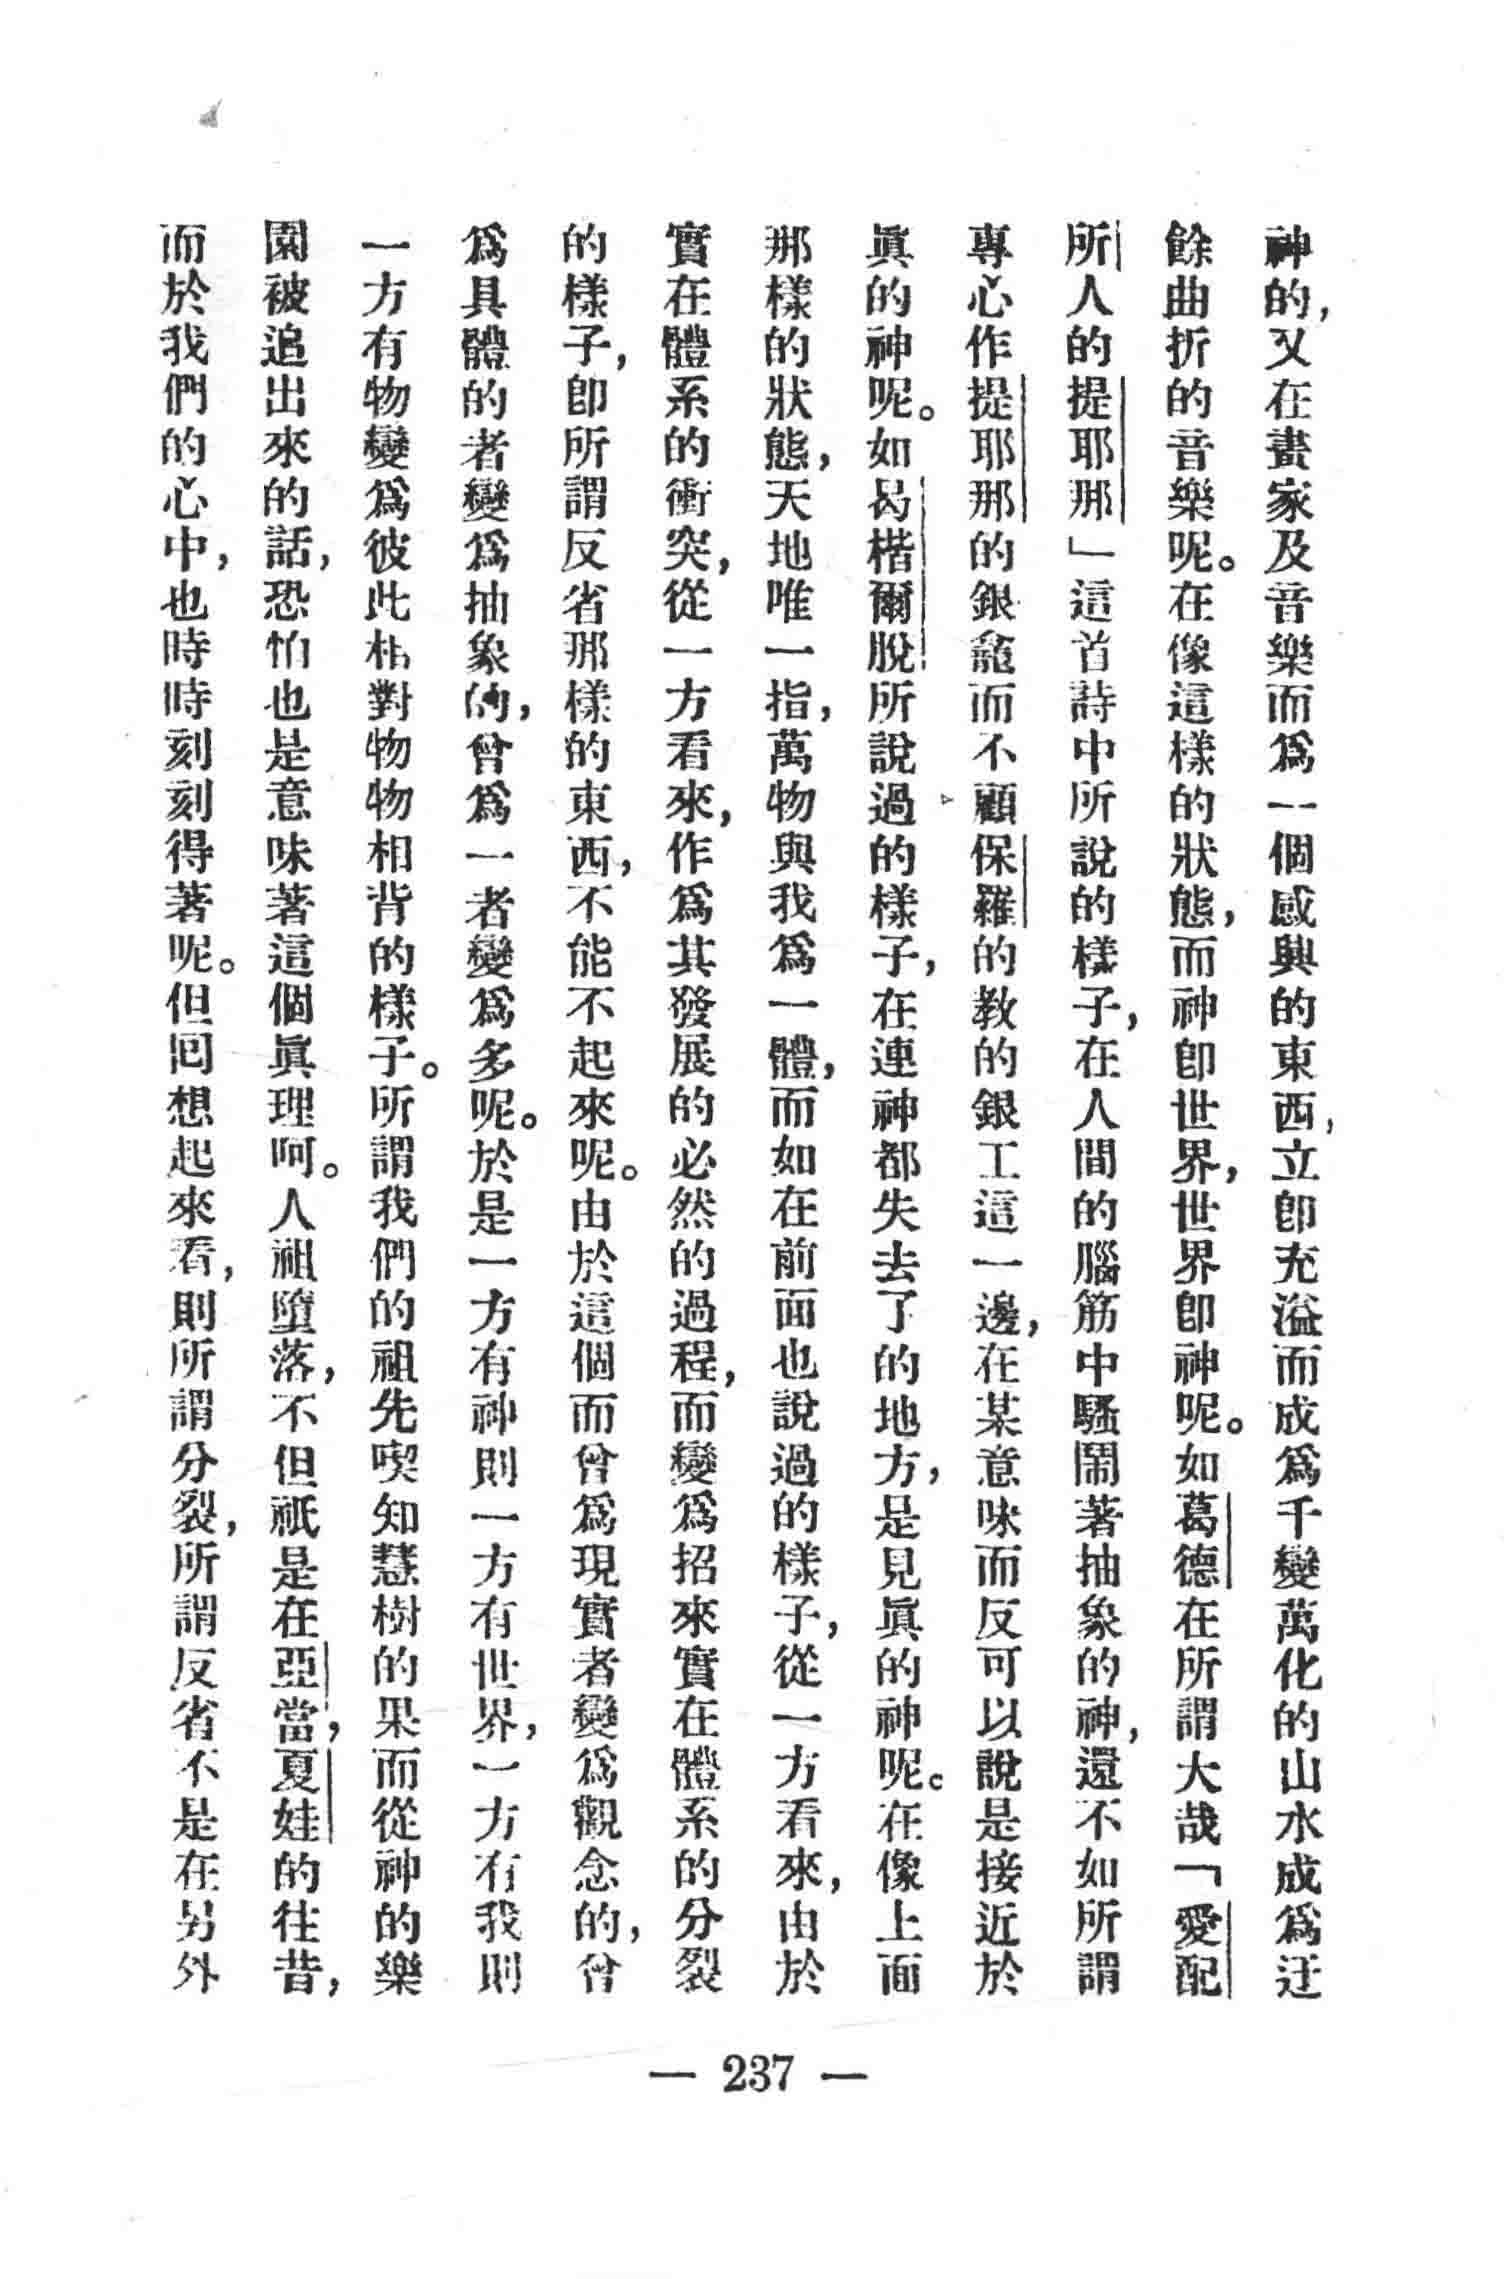 神的，又在畫家及音樂而爲一個感興的東西，立卽充溢而成爲千變萬化的山水成爲迂
餘曲折的音樂呢。在像這樣的狀態，而神卽世界，世界卽神呢。如葛德在所謂大哉「愛配
所人的提耶那」這首詩中所說的樣子，在人間的腦筋中騷鬧著抽象的神，還不如所謂
專心作提耶那的銀龕而不顧保羅的教的銀工這一邊，在某意味而反可以說是接近於
眞的神呢。如曷楷爾脫所說過的樣子，在連神都失去了的地方，是見眞的神呢。在像上面
那樣的狀態，天地唯一指，萬物與我爲一體，而如在前面也說過的樣子，從一方看來，由於
實在體系的衝突，從一方看來，作爲其發展的必然的過程，而變爲招來實在體系的分裂
的樣子，卽所謂反省那樣的東西，不能不起來呢。由於這個而曾爲現實者變爲觀念的，曾
爲具體的者變爲抽象的，曾爲一者變爲多呢。於是一方有神則一方有世界，一方有我則
一方有物變爲彼此相對物物相背的樣子。所謂我們的祖先喫知慧樹的果而從神的樂
園被追出來的話，恐怕也是意味著這個眞理呵。人祖墮落，不但祇是在亞當，夏娃的往昔，
而於我們的心中，也時時刻刻得著呢。但囘想起來看，則所謂分裂，所謂反省不是在另外
— 237 —